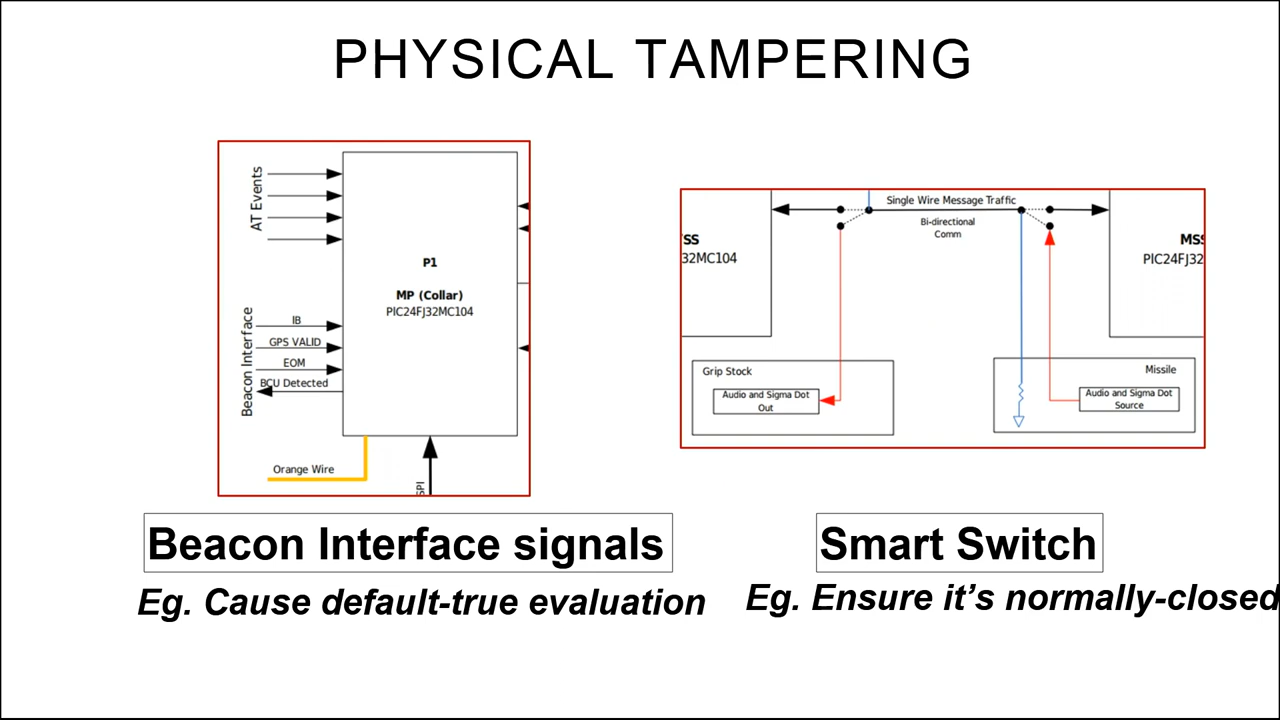 PHYSICAL TAMPERING
AT Events
P1
MP (Collar)
PIC24FJ32MC104
Beacon Interface
IB
GPS VALID
EOM
BCU Detected
Orange Wire
SPI
Single Wire Message Traffic
Bi-directional
Comm
SS
32MC104
MSS
PIC24FJ32
Grip Stock
Audio and Sigma Dot
Out
Missile
Audio and Sigma Dot
Source
Beacon Interface signals
Eg. Cause default-true evaluation
Smart Switch
Eg. Ensure it's normally-closed